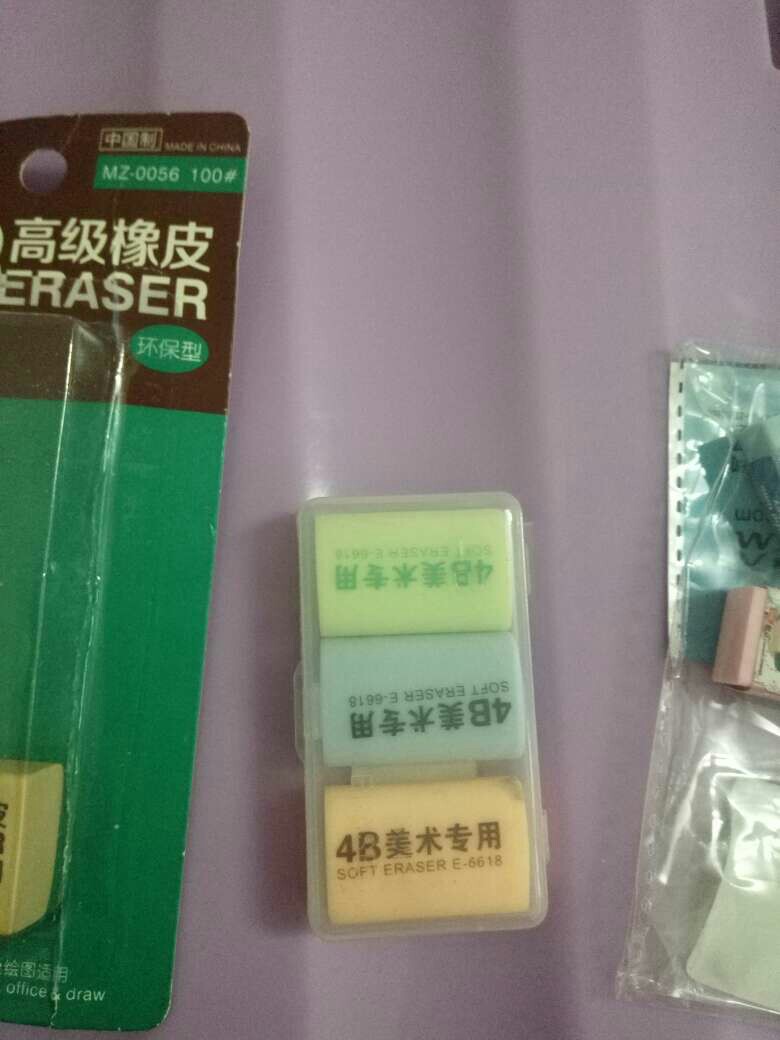 中国制 MADE IN CHINA
MZ-0056 100#
高级橡皮
ERASER
环保型
绘图适用
office & draw
4B美术专用
SOFT ERASER E-6618
4B美术专用
SOFT ERASER E-6618
4B美术专用
SOFT ERASER E-6618